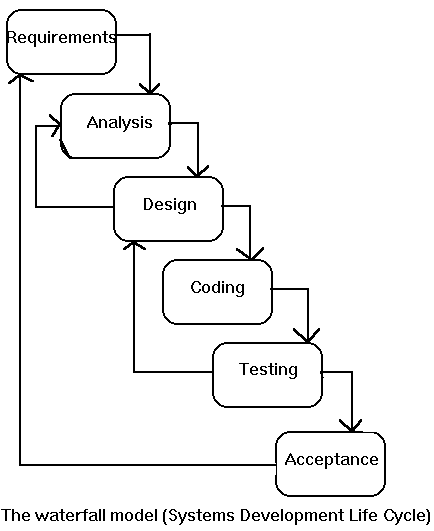 Requirements
Analysis
Design
Coding
Testing
Acceptance
The waterfall model (Systems Development Life Cycle)